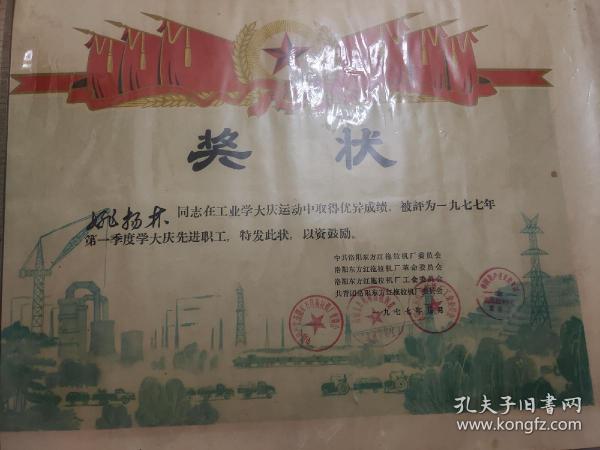 奖状
姚扬林 同志在工业学大庆运动中取得优异成绩，被評为一九七七年
第一季度学大庆先进职工，特发此状，以资鼓励。
中共洛阳东方红拖拉机厂委员会
洛阳东方红拖拉机厂革命委员会
洛阳东方红拖拉机厂工会委员会
共青团洛阳东方红拖拉机厂委员会
一九七七年 月
孔夫子旧书网
www.kongfz.com